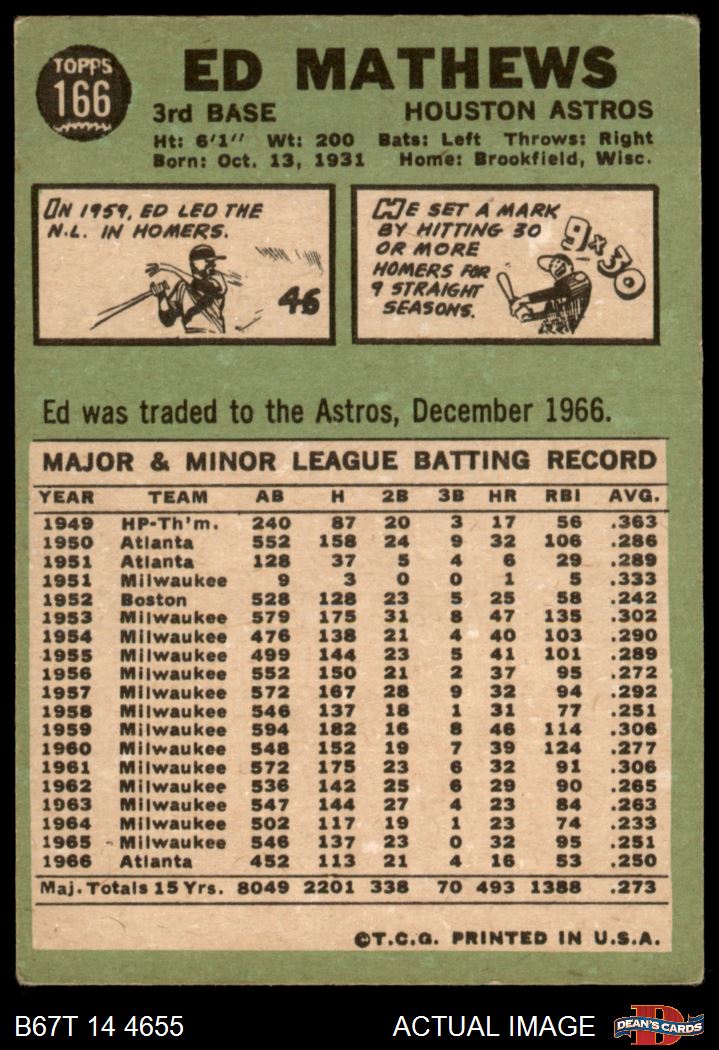 TOPPS
166
ED MATHEWS
3rd BASE HOUSTON ASTROS
Ht: 6'1" Wt: 200 Bats: Left Throws: Right
Born: Oct. 13, 1931 Home: Brookfield, Wisc.
ON 1959, ED LED THE
N.L. IN HOMERS.
46
HE SET A MARK
BY HITTING 30
OR MORE
HOMERS FOR
9 STRAIGHT
SEASONS.
9x30
Ed was traded to the Astros, December 1966.
MAJOR & MINOR LEAGUE BATTING RECORD
YEAR TEAM AB H 2B 3B HR RBI AVG.
1949 HP-Th'm. 240 87 20 3 17 56 .363
1950 Atlanta 552 158 24 9 32 106 .286
1951 Atlanta 128 37 5 4 6 29 .289
1951 Milwaukee 9 3 0 0 1 5 .333
1952 Boston 528 128 23 5 25 58 .242
1953 Milwaukee 579 175 31 8 47 135 .302
1954 Milwaukee 476 138 21 4 40 103 .290
1955 Milwaukee 499 144 23 5 41 101 .289
1956 Milwaukee 552 150 21 2 37 95 .272
1957 Milwaukee 572 167 28 9 32 94 .292
1958 Milwaukee 546 137 18 1 31 77 .251
1959 Milwaukee 594 182 16 8 46 114 .306
1960 Milwaukee 548 152 19 7 39 124 .277
1961 Milwaukee 572 175 23 6 32 91 .306
1962 Milwaukee 536 142 25 6 29 90 .265
1963 Milwaukee 547 144 27 4 23 84 .263
1964 Milwaukee 502 117 19 1 23 74 .233
1965 Milwaukee 546 137 23 0 32 95 .251
1966 Atlanta 452 113 21 4 16 53 .250
Maj. Totals 15 Yrs. 8049 2201 338 70 493 1388 .273
©T.C.G. PRINTED IN U.S.A.
B67T 14 4655 ACTUAL IMAGE D DEAN'S CARDS